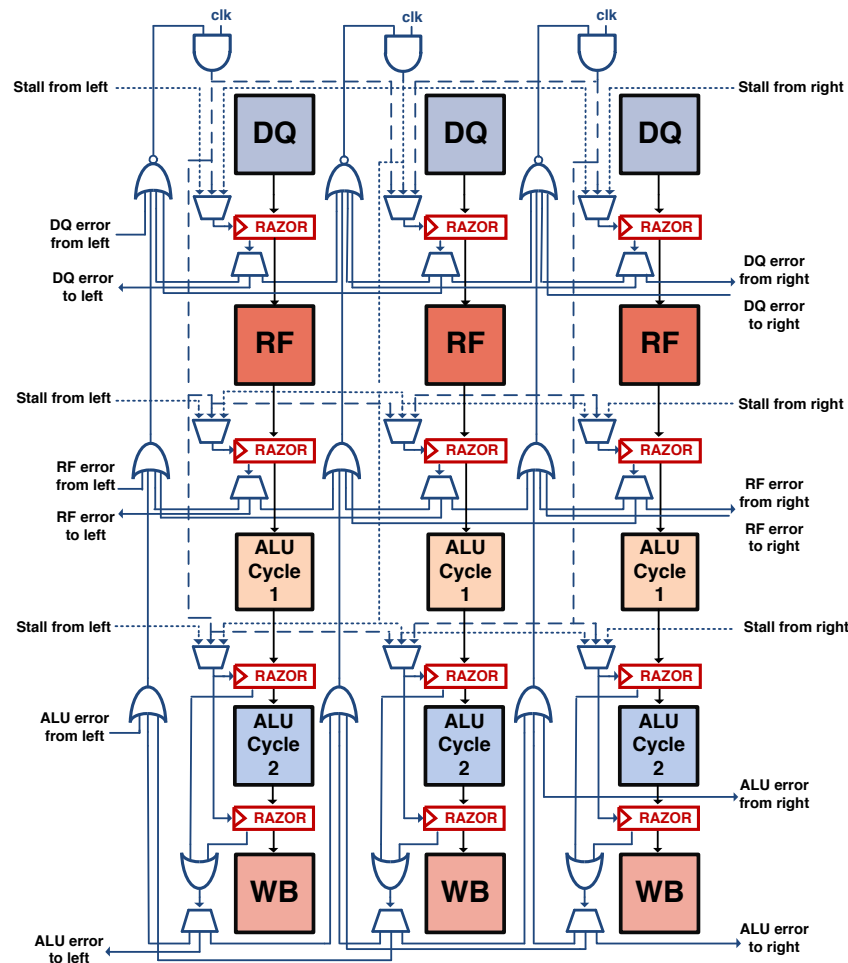 clk clk clk
Stall from left
Stall from right
DQ DQ DQ
RAZOR RAZOR RAZOR
DQ error
from left
DQ error
to left
DQ error
from right
DQ error
to right
RF RF RF
Stall from left
Stall from right
RAZOR RAZOR RAZOR
RF error
from left
RF error
to left
RF error
from right
RF error
to right
ALU ALU ALU
Cycle Cycle Cycle
1 1 1
Stall from left
Stall from right
RAZOR RAZOR RAZOR
ALU error
from left
ALU ALU ALU
Cycle Cycle Cycle
2 2 2
ALU error
from right
RAZOR RAZOR RAZOR
WB WB WB
ALU error
to left
ALU error
to right